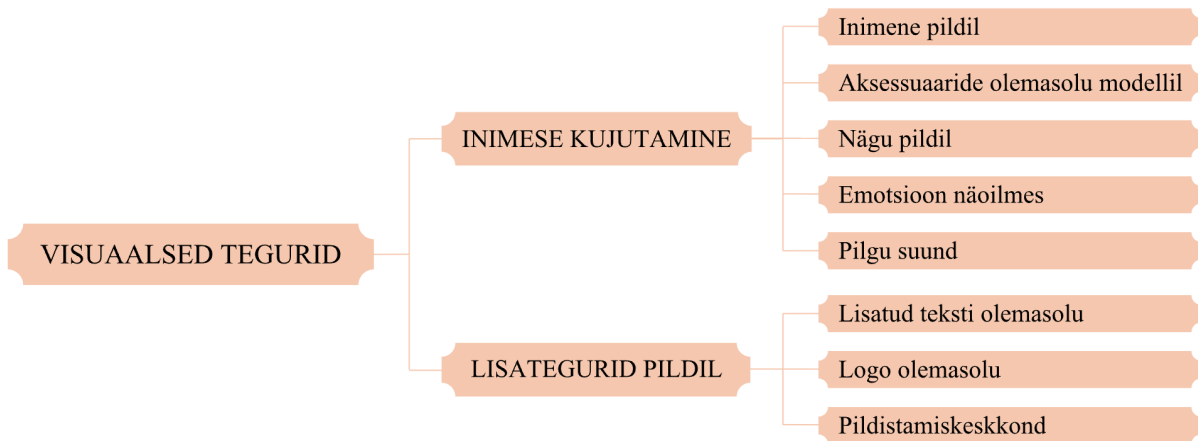 VISUAALSED TEGURID
INIMESE KUJUTAMINE
Inimene pildil
Aksessuaaride olemasolu modellil
Nägu pildil
Emotsioon näoilmes
Pilgu suund
LISATEGURID PILDIL
Lisatud teksti olemasolu
Logo olemasolu
Pildistamiskeskkond